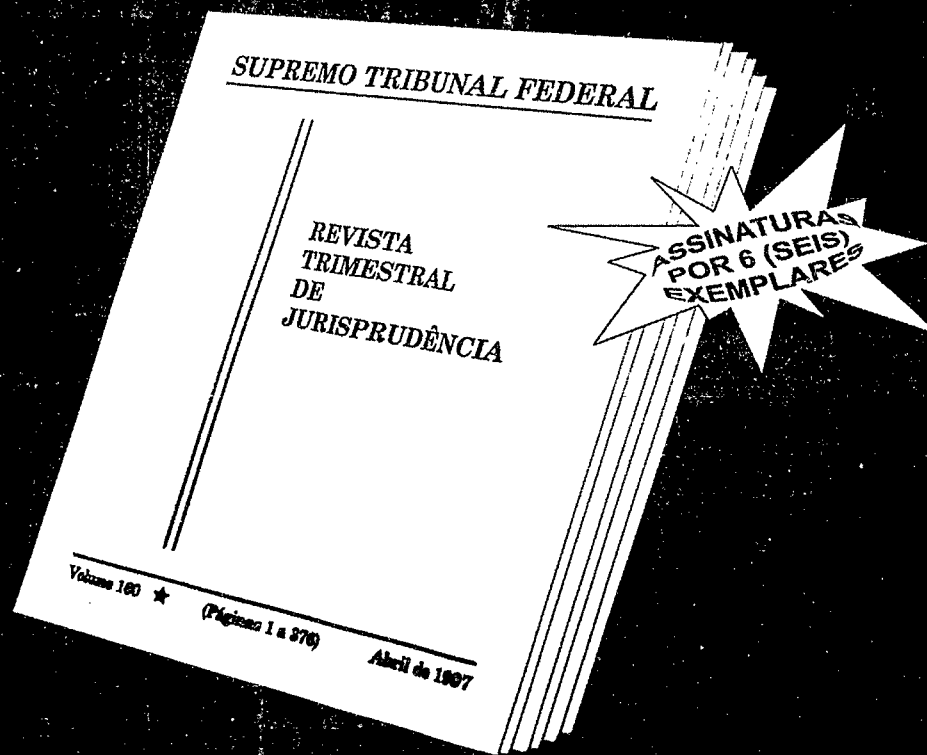 SUPREMO TRIBUNAL FEDERAL
REVISTA
TRIMESTRAL
DE
JURISPRUDÊNCIA
ASSINATURAS
POR 6 (SEIS)
EXEMPLARES
Volume 160 ★ (Páginas 1 a 376) Abril de 1997